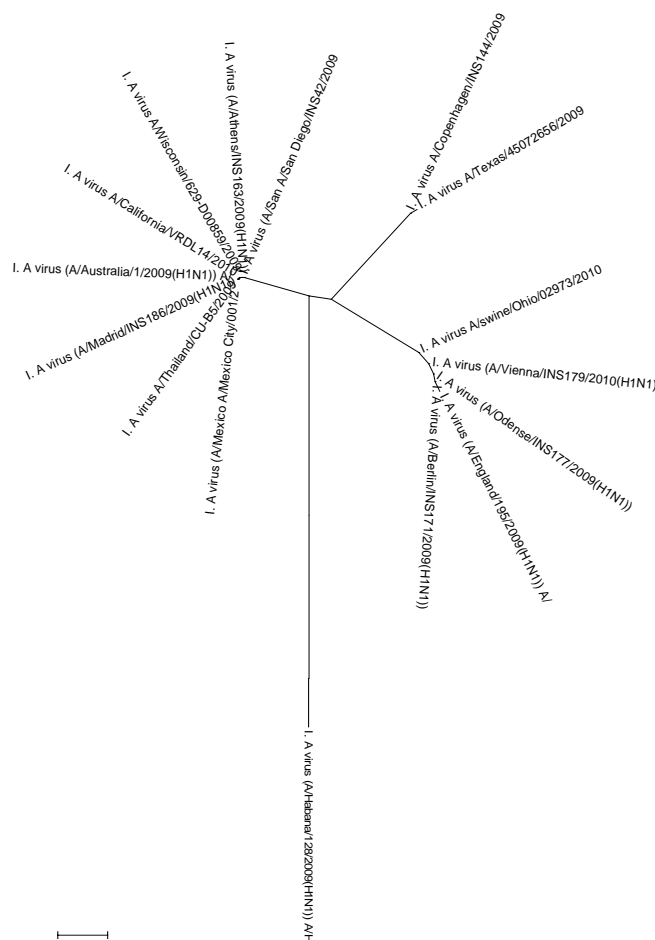 I. A virus (A/Athens/INS163/2009(H1N1))
I. A virus (A/San A/San Diego/INS42/2009
I. A virus A/Wisconsin/629-D00859/2009
I. A virus A/California/VRDL14/2010
I. A virus (A/Australia/1/2009(H1N1)) A/
I. A virus (A/Madrid/INS186/2009(H1N1))
I. A virus A/Thailand/CU-B5/2009
I. A virus (A/Mexico A/Mexico City/001/2
I. A virus A/Copenhagen/INS144/2009
I. A virus A/Texas/45072656/2009
I. A virus A/swine/Ohio/02973/2010
I. A virus (A/Vienna/INS179/2010(H1N1)
I. A virus (A/Odense/INS177/2009(H1N1))
I. A virus (A/England/195/2009(H1N1)) A/
I. A virus (A/Berlin/INS171/2009(H1N1))
I. A virus (A/Habana/128/2009(H1N1)) A/H